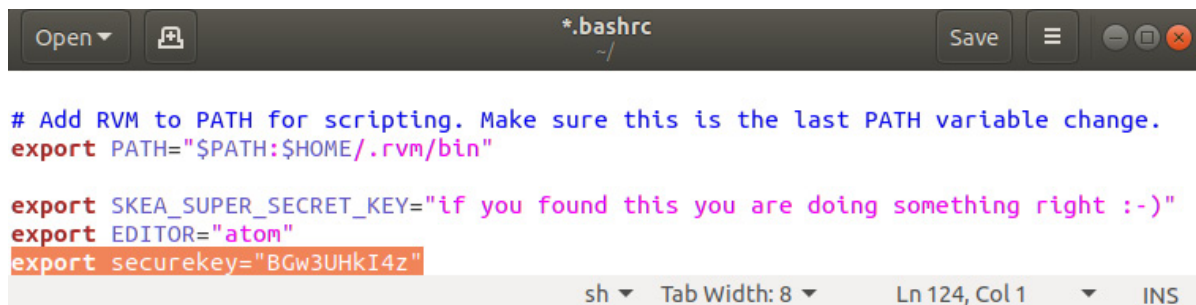 Open
*.bashrc
~/
Save
# Add RVM to PATH for scripting. Make sure this is the last PATH variable change.
export PATH="$PATH:$HOME/.rvm/bin"
export SKEA_SUPER_SECRET_KEY="if you found this you are doing something right :-)"
export EDITOR="atom"
export securekey="BGw3UHkI4z"
sh Tab Width: 8 Ln 124, Col 1 INS